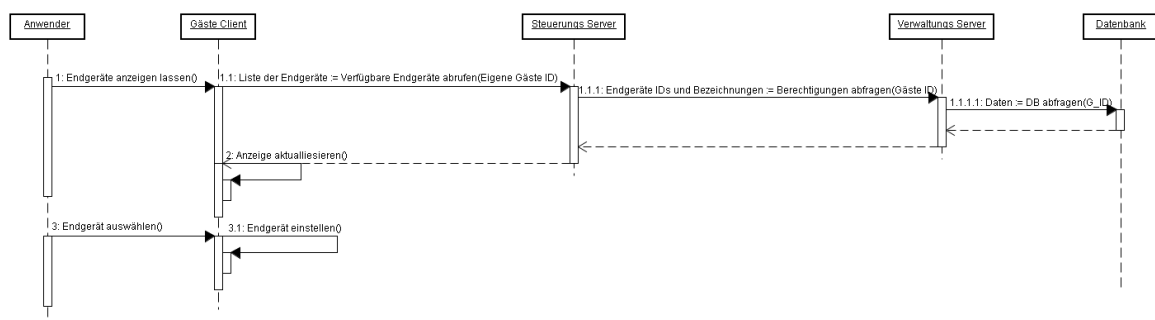 Anwender
Gäste Client
Steuerungs Server
Verwaltungs Server
Datenbank
1: Endgeräte anzeigen lassen()
1.1: Liste der Endgeräte := Verfügbare Endgeräte abrufen(Eigene Gäste ID)
1.1.1: Endgeräte IDs und Bezeichnungen := Berechtigungen abfragen(Gäste ID)
1.1.1.1: Daten := DB abfragen(G_ID)
2: Anzeige aktualliesieren()
3: Endgerät auswählen()
3.1: Endgerät einstellen()